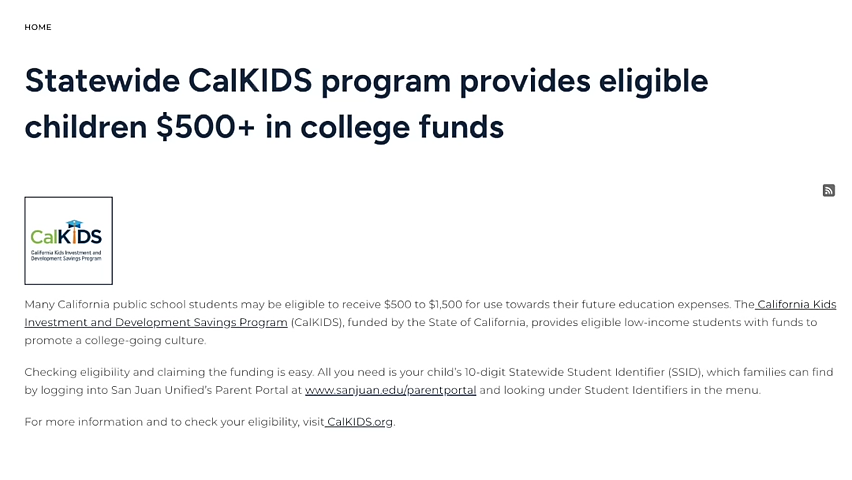 HOME
Statewide CalKIDS program provides eligible
children $500+ in college funds
CalKIDS
California Kids Investment and
Development Savings Program
Many California public school students may be eligible to receive $500 to $1,500 for use towards their future education expenses. The California Kids
Investment and Development Savings Program (CalKIDS), funded by the State of California, provides eligible low-income students with funds to
promote a college-going culture.
Checking eligibility and claiming the funding is easy. All you need is your child's 10-digit Statewide Student Identifier (SSID), which families can find
by logging into San Juan Unified's Parent Portal at www.sanjuan.edu/parentportal and looking under Student Identifiers in the menu.
For more information and to check your eligibility, visit CalKIDS.org.